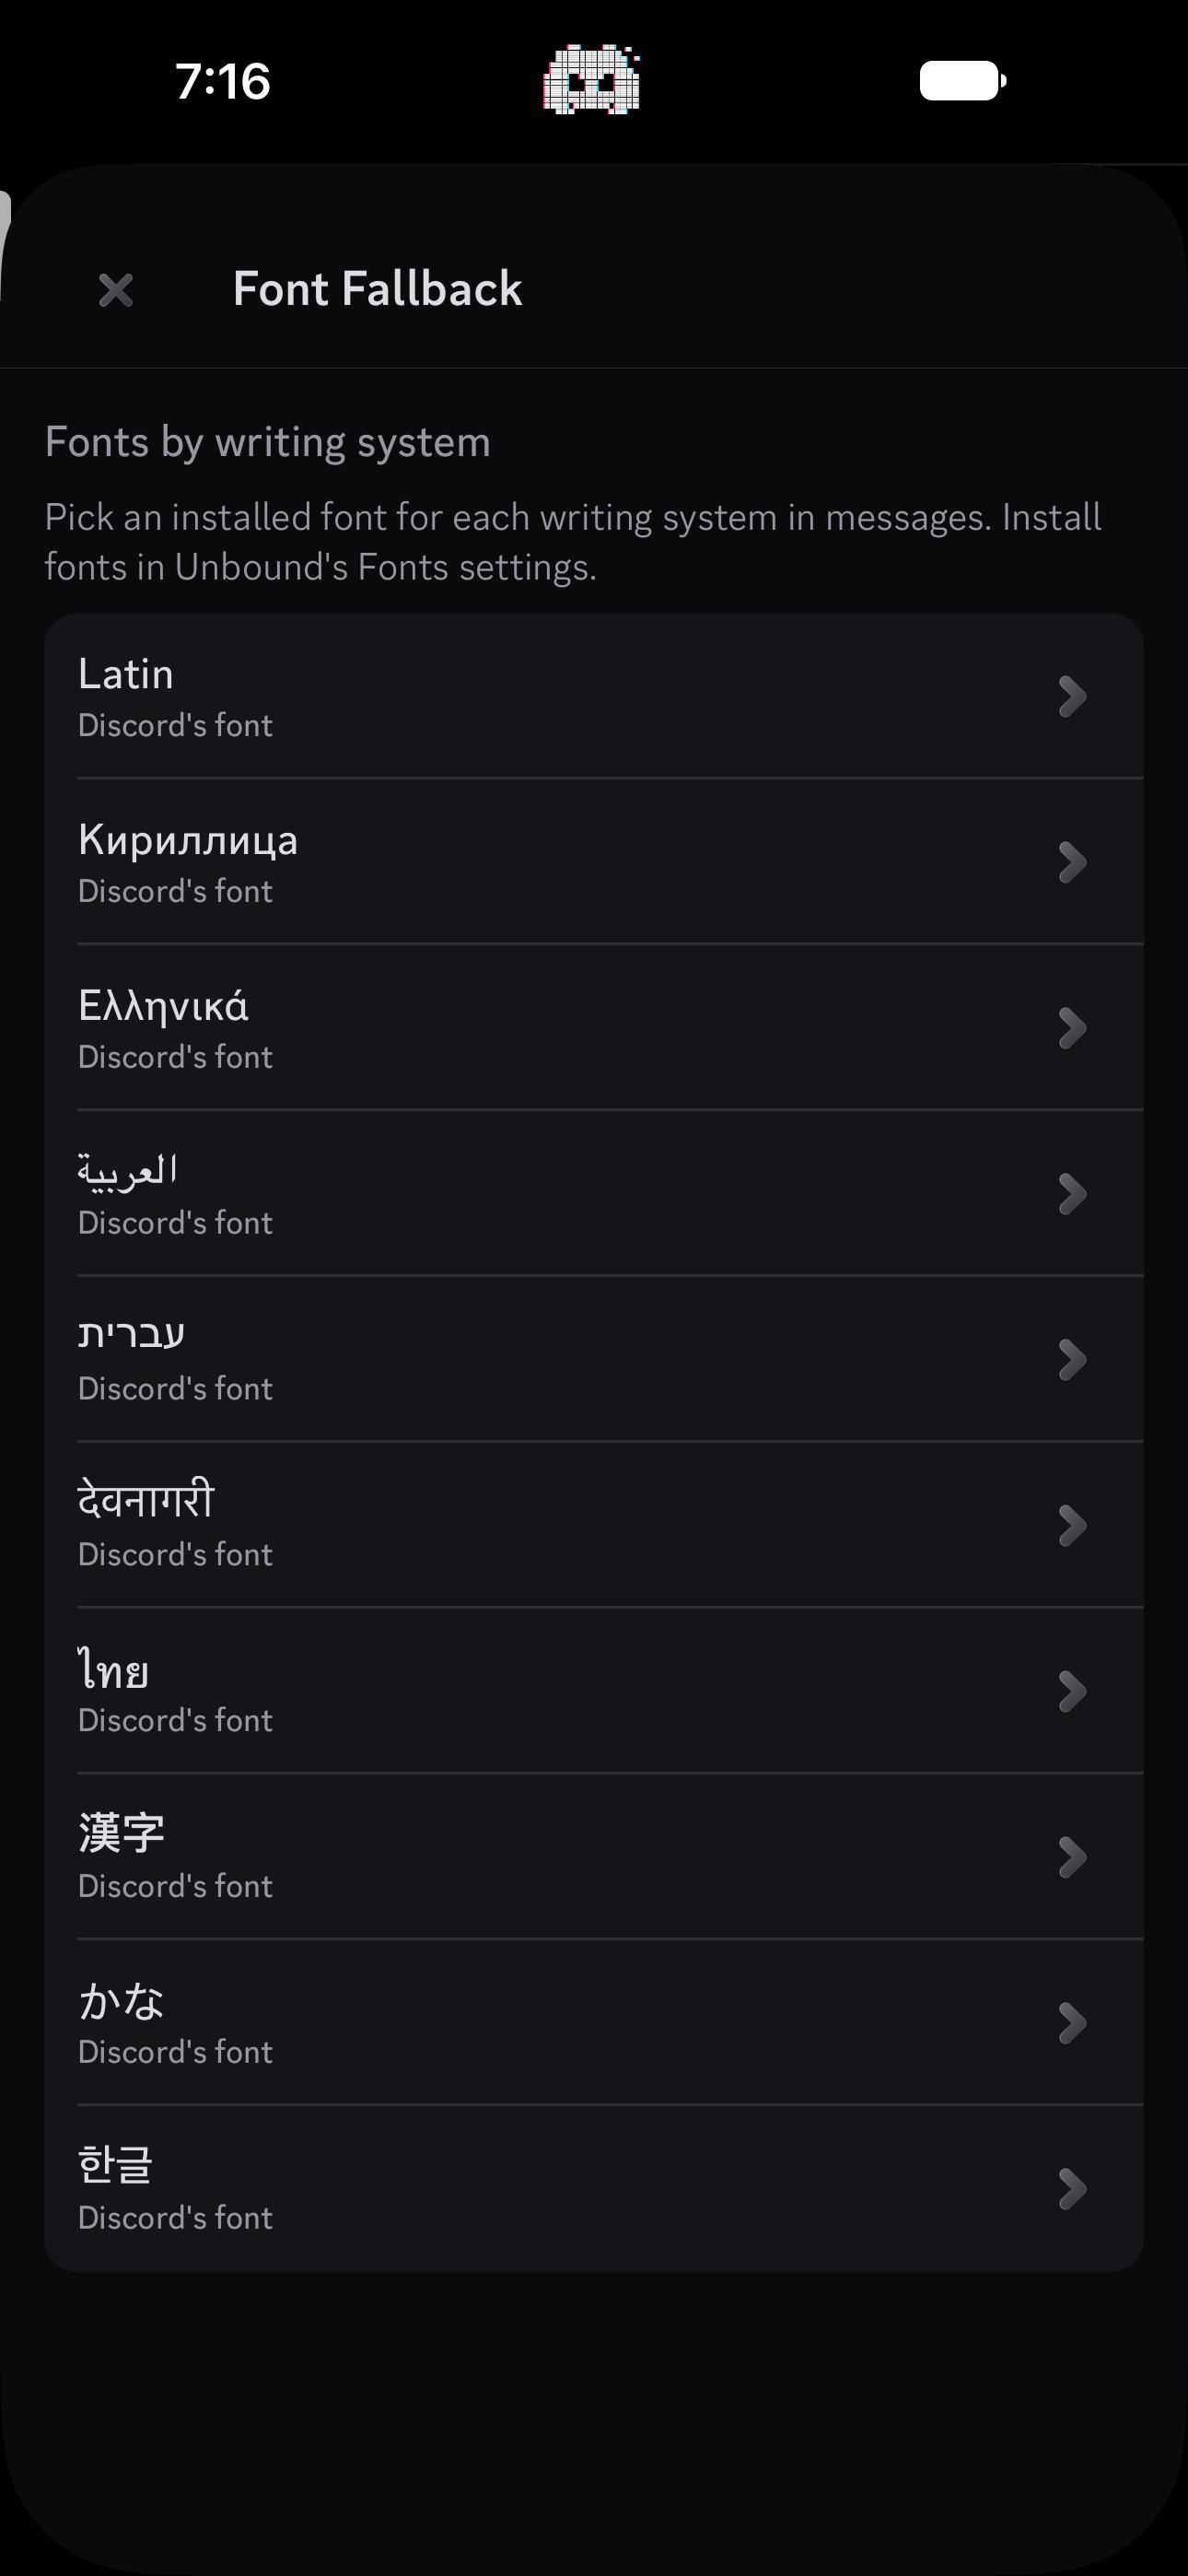 7:16
Font Fallback
Fonts by writing system
Pick an installed font for each writing system in messages. Install
fonts in Unbound's Fonts settings.
Latin
Discord's font
Кириллица
Discord's font
Ελληνικά
Discord's font
العربية
Discord's font
עברית
Discord's font
देवनागरी
Discord's font
ไทย
Discord's font
漢字
Discord's font
かな
Discord's font
한글
Discord's font